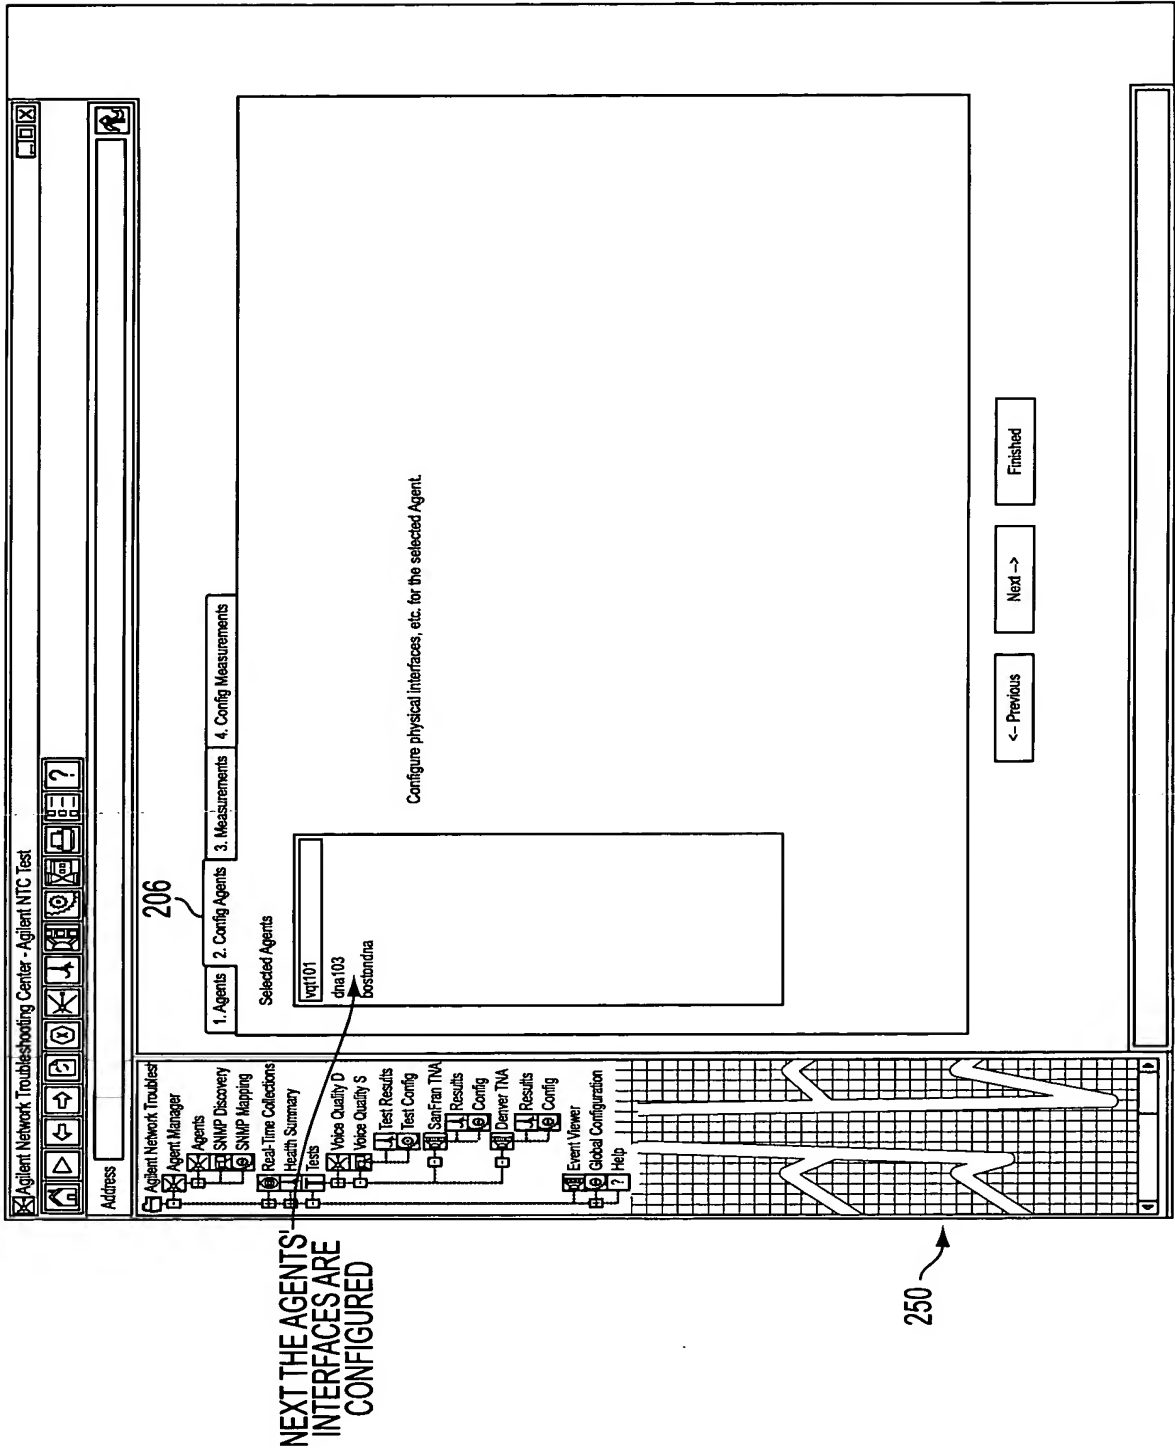 Agilent Network Troubleshooting Center - Agilent NTC Test
?
Address
Agilent Network Troublesh
Agent Manager
Agents
SNMP Discovery
SNMP Mapping
Real-Time Collections
Health Summary
Tests
Voice Quality D
Voice Quality S
Test Results
Test Config
SanFran TNA
Results
Config
Denver TNA
Results
Config
Event Viewer
Global Configuration
? Help
206
1. Agents 2. Config Agents 3. Measurements 4. Config Measurements
Selected Agents
vqt101
dna103
bostondna
Configure physical interfaces, etc. for the selected Agent.
<-- Previous Next --> Finished
NEXT THE AGENTS'
INTERFACES ARE
CONFIGURED
250